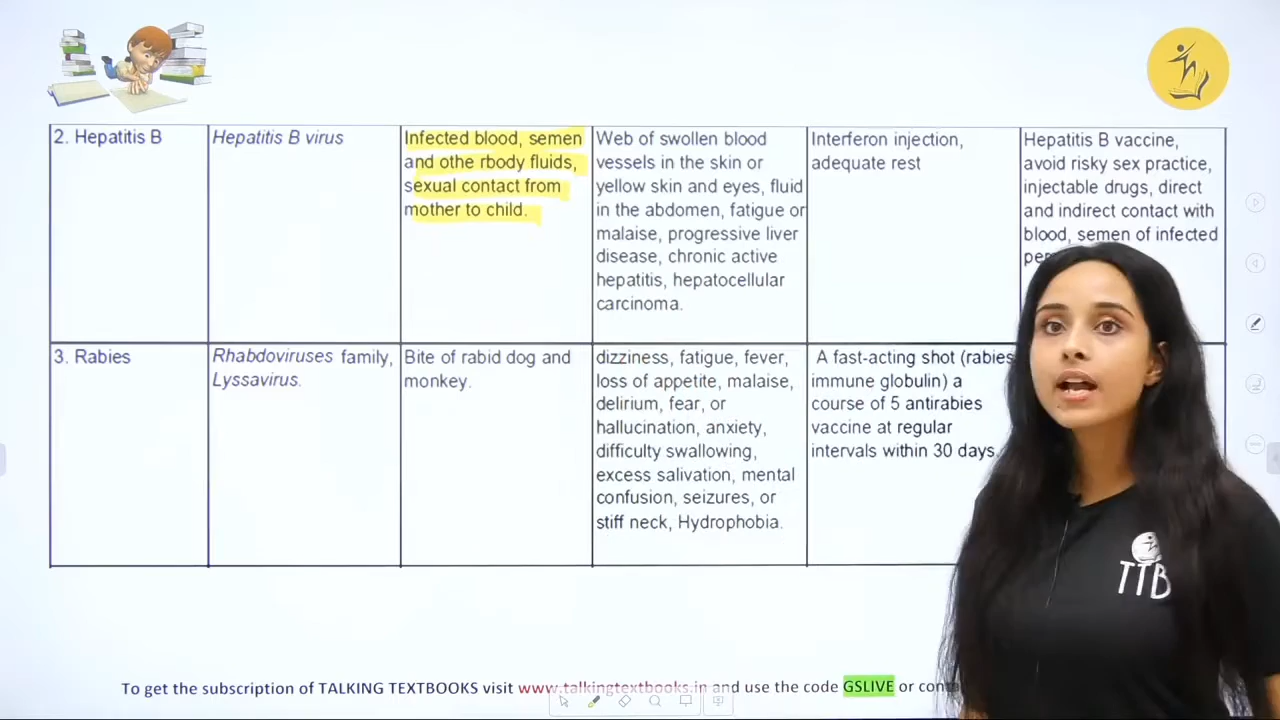 2. Hepatitis B
Hepatitis B virus
Infected blood, semen
and othe rbody fluids,
sexual contact from
mother to child.
Web of swollen blood
vessels in the skin or
yellow skin and eyes, fluid
in the abdomen, fatigue or
malaise, progressive liver
disease, chronic active
hepatitis, hepatocellular
carcinoma.
Interferon injection,
adequate rest
Hepatitis B vaccine,
avoid risky sex practice,
injectable drugs, direct
and indirect contact with
blood, semen of infected
3. Rabies
Rhabdoviruses family,
Lyssavirus.
Bite of rabid dog and
monkey.
dizziness, fatigue, fever,
loss of appetite, malaise,
delirium, fear, or
hallucination, anxiety,
difficulty swallowing,
excess salivation, mental
confusion, seizures, or
stiff neck, Hydrophobia.
A fast-acting shot (rabies
immune globulin) a
course of 5 antirabies
vaccine at regular
intervals within 30 days.
TTB
To get the subscription of TALKING TEXTBOOKS visit www.talkingtextbooks.in and use the code GSLIVE or